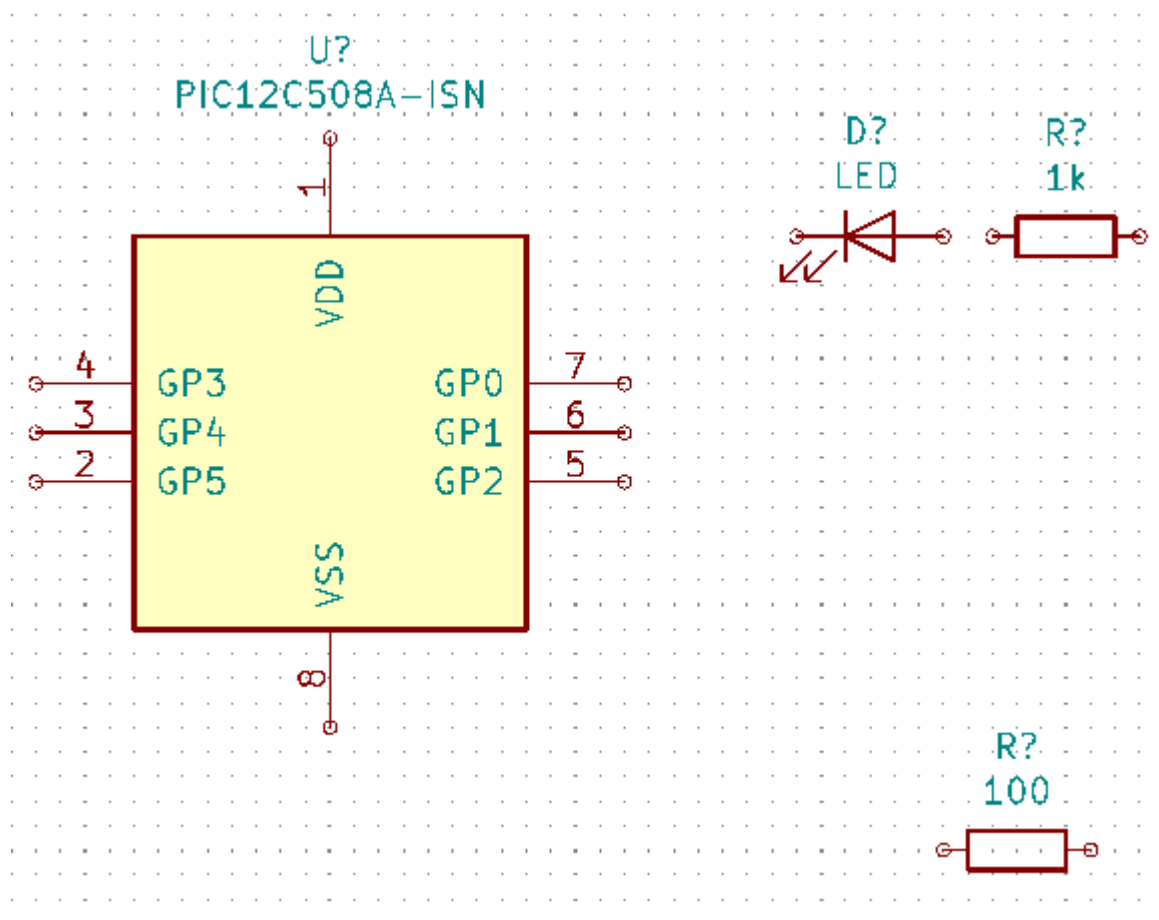 U?
PIC12C508A-ISN
1
VDD
4
GP3
3
GP4
2
GP5
7
GP0
6
GP1
5
GP2
VSS
8
D?
LED
R?
1k
R?
100